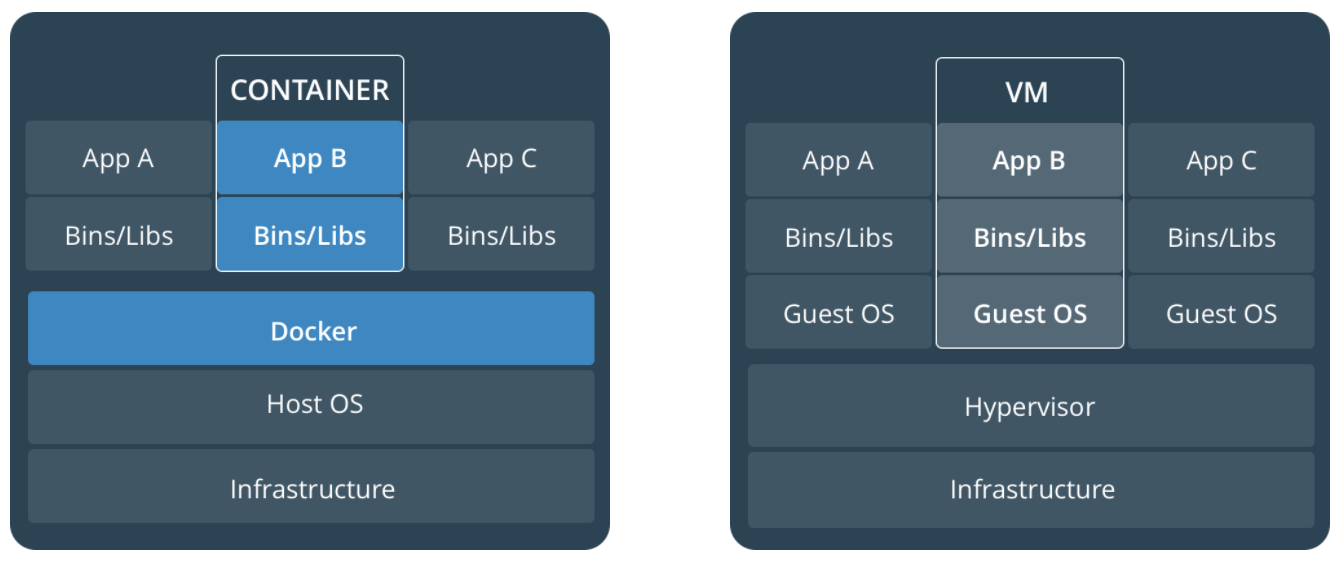 CONTAINER
App A App B App C
Bins/Libs Bins/Libs Bins/Libs
Docker
Host OS
Infrastructure
VM
App A App B App C
Bins/Libs Bins/Libs Bins/Libs
Guest OS Guest OS Guest OS
Hypervisor
Infrastructure